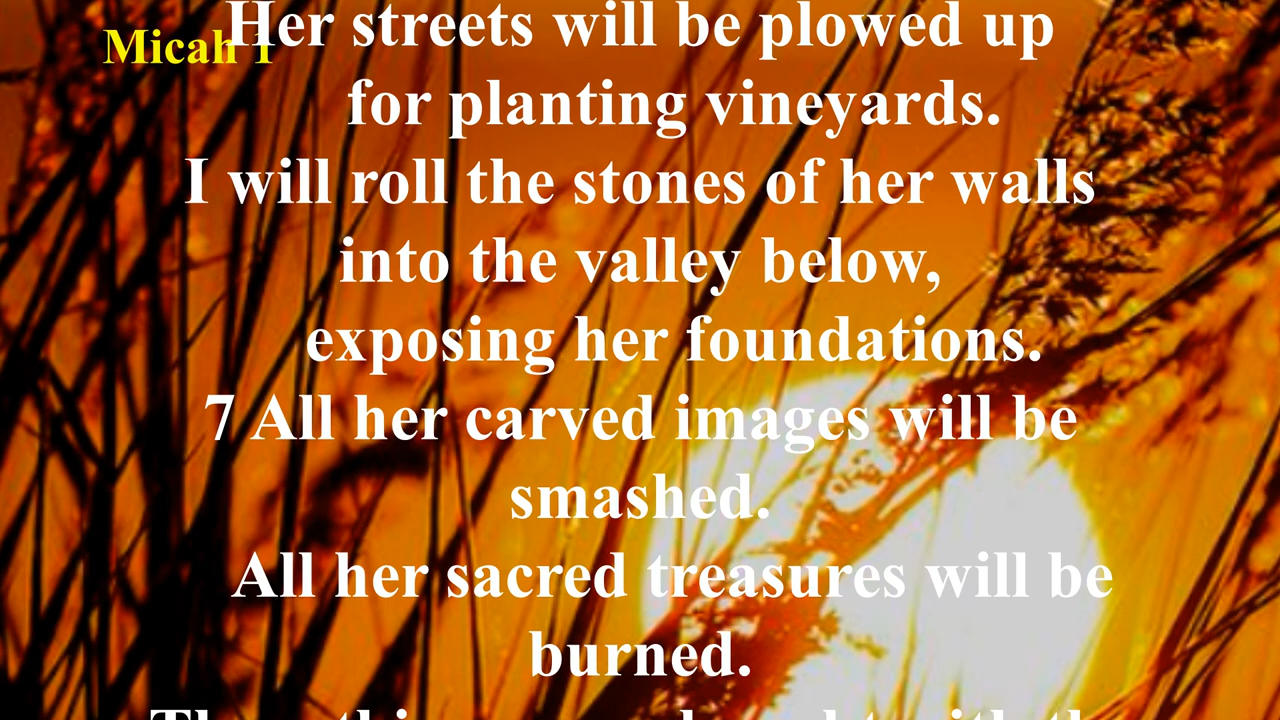 Micah 1
Her streets will be plowed up
for planting vineyards.
I will roll the stones of her walls
into the valley below,
exposing her foundations.
7 All her carved images will be
smashed.
All her sacred treasures will be
burned.